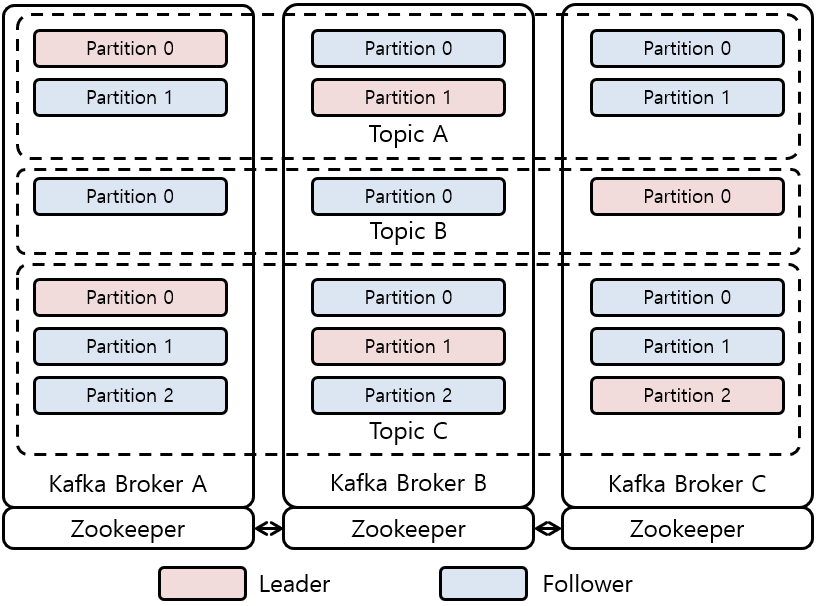 Partition 0 Partition 0 Partition 0
Partition 1 Partition 1 Partition 1
Topic A
Partition 0 Partition 0 Partition 0
Topic B
Partition 0 Partition 0 Partition 0
Partition 1 Partition 1 Partition 1
Partition 2 Partition 2 Partition 2
Topic C
Kafka Broker A Kafka Broker B Kafka Broker C
Zookeeper Zookeeper Zookeeper
Leader Follower